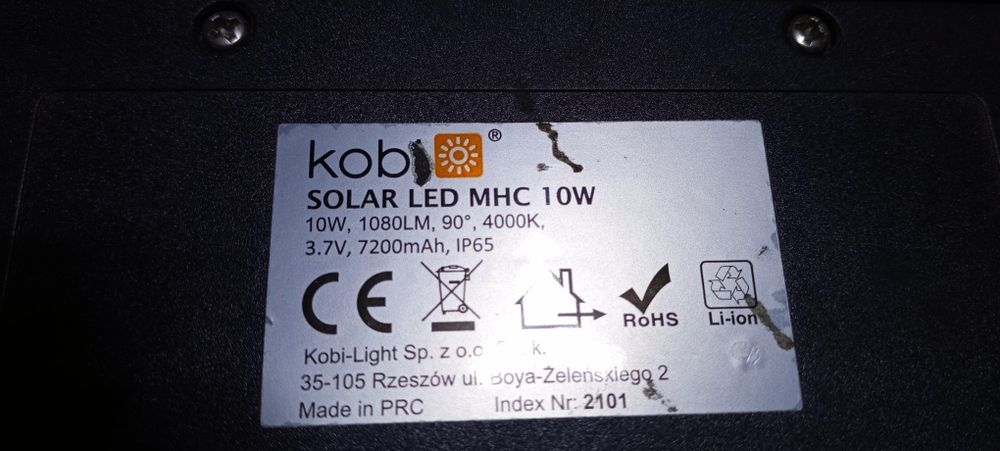 kobi ®
SOLAR LED MHC 10W
10W, 1080LM, 90°, 4000K,
3.7V, 7200mAh, IP65
CE
RoHS
Li-ion
Kobi-Light Sp. z o.o k.
35-105 Rzeszów ul. Boya-Żeleńskiego 2
Made in PRC Index Nr: 2101